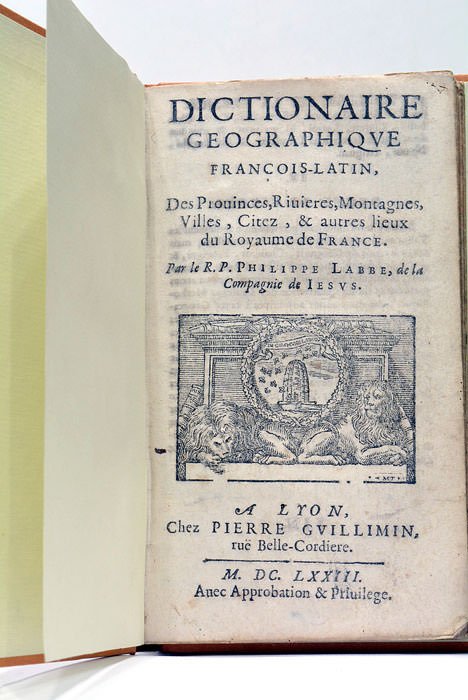 DICTIONAIRE
GEOGRAPHIQVE
FRANCOIS-LATIN,
Des Prouinces, Riuieres, Montagnes,
Villes, Citez, & autres lieux
du Royaume de FRANCE.
Par le R. P. PHILIPPE LABBE, de la
Compagnie de IESVS.
A LYON,
Chez PIERRE GVILLIMIN,
ruë Belle-Cordiere.
M. DC. LXXIII.
Auec Approbation & Priuilege.